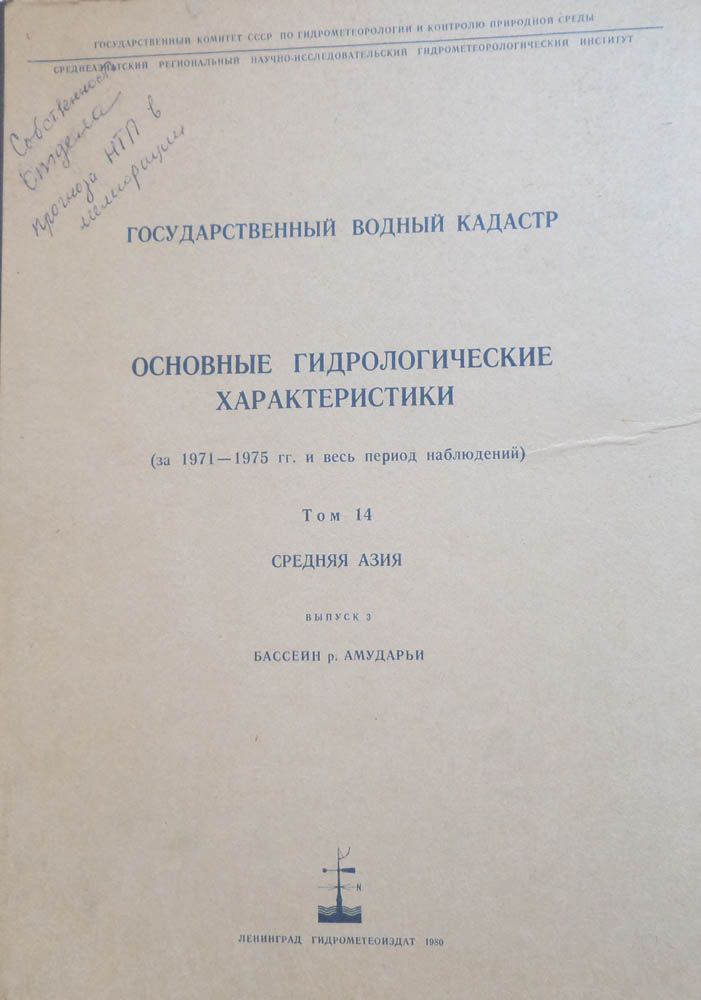 ГОСУДАРСТВЕННЫЙ КОМИТЕТ СССР ПО ГИДРОМЕТЕОРОЛОГИИ И КОНТРОЛЮ ПРИРОДНОЙ СРЕДЫ
СРЕДНЕАЗИАТСКИЙ РЕГИОНАЛЬНЫЙ НАУЧНО-ИССЛЕДОВАТЕЛЬСКИЙ ГИДРОМЕТЕОРОЛОГИЧЕСКИЙ ИНСТИТУТ
Собственность
отдела
прогноза НТП в
мелиорации
ГОСУДАРСТВЕННЫЙ ВОДНЫЙ КАДАСТР
ОСНОВНЫЕ ГИДРОЛОГИЧЕСКИЕ
ХАРАКТЕРИСТИКИ
(за 1971—1975 гг. и весь период наблюдений)
Том 14
СРЕДНЯЯ АЗИЯ
ВЫПУСК 3
БАССЕЙН р. АМУДАРЬИ
N
ЛЕНИНГРАД ГИДРОМЕТЕОИЗДАТ 1980